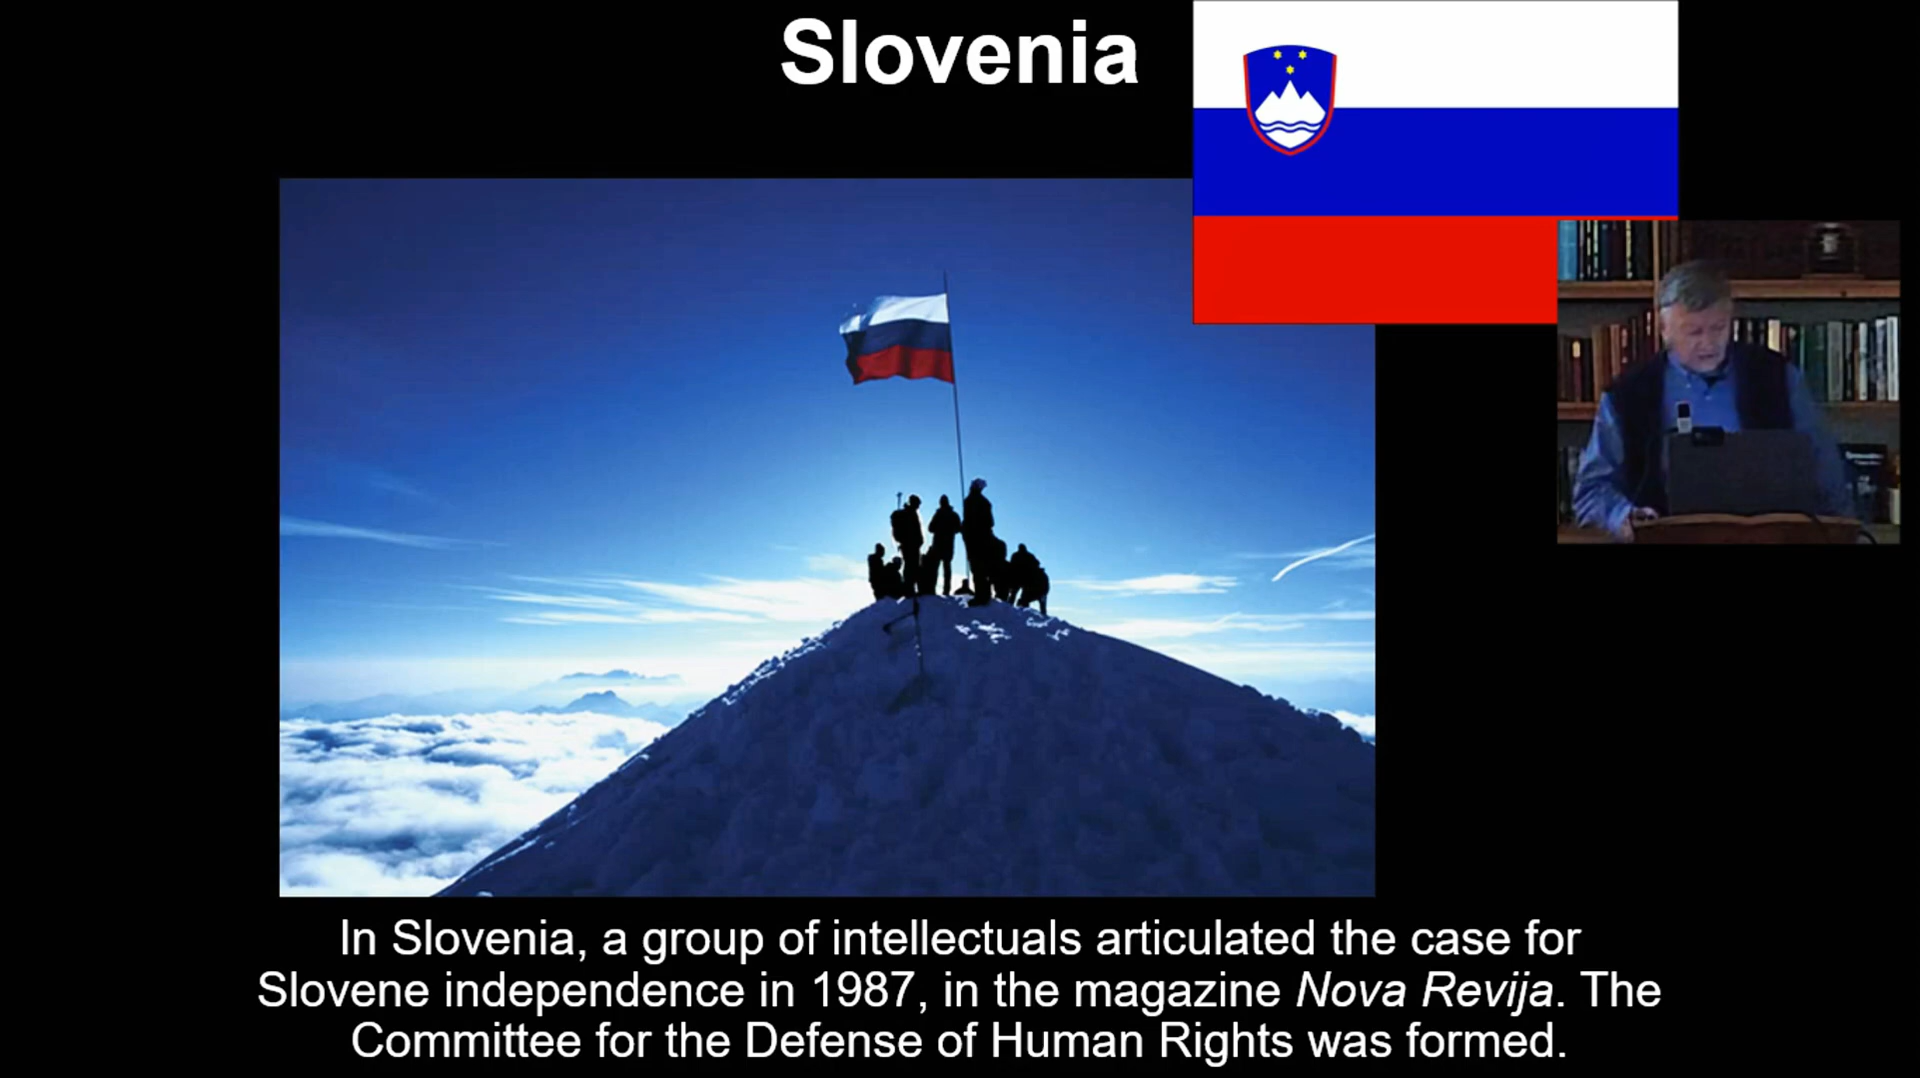 Slovenia
In Slovenia, a group of intellectuals articulated the case for
Slovene independence in 1987, in the magazine Nova Revija. The
Committee for the Defense of Human Rights was formed.